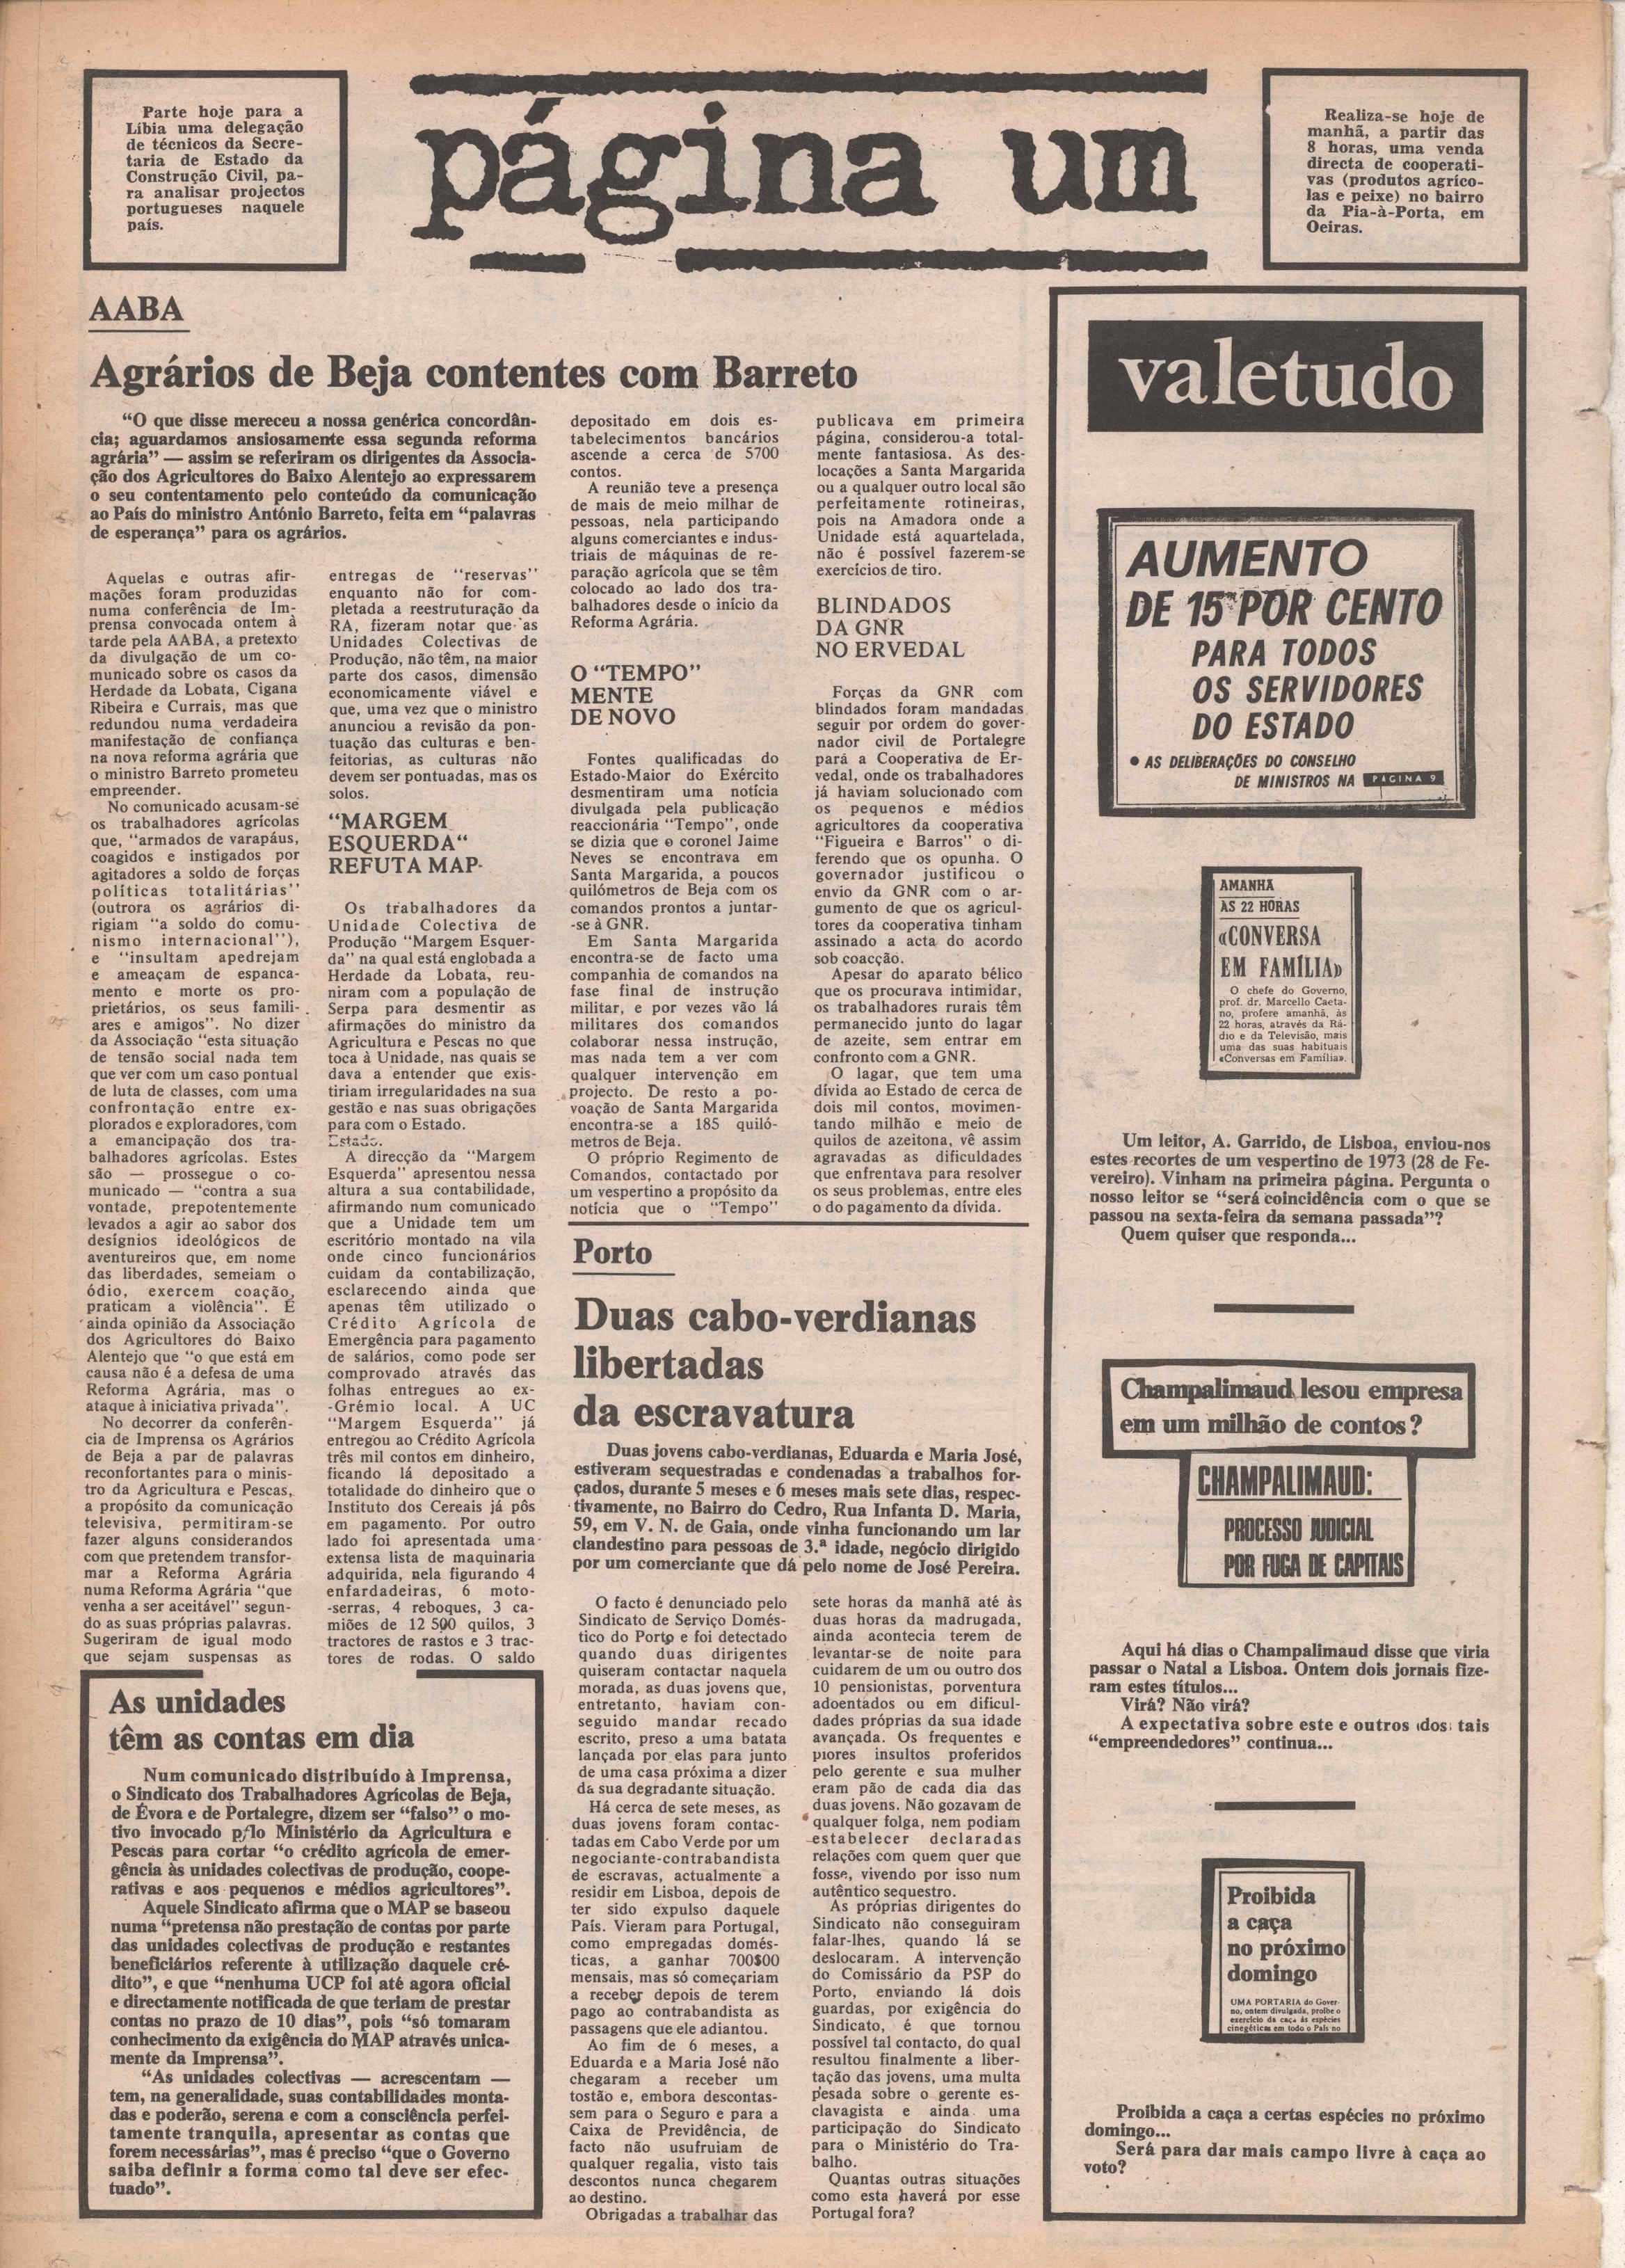 Parte hoje para a
Líbia uma delegação
de técnicos da Secre-
taria de Estado da
Construção Civil, pa-
ra analisar projectos
portugueses naquele
país.
página um
Realiza-se hoje de
manhã, a partir das
8 horas, uma venda
directa de cooperati-
vas (produtos agríco-
las e peixe) no bairro
da Pia-à-Porta, em
Oeiras.
AABA
Agrários de Beja contentes com Barreto
“O que disse mereceu a nossa genérica concordân-
cia; aguardamos ansiosamente essa segunda reforma
agrária” — assim se referiram os dirigentes da Associa-
ção dos Agricultores do Baixo Alentejo ao expressarem
o seu contentamento pelo conteúdo da comunicação
ao País do ministro António Barreto, feita em “palavras
de esperança” para os agrários.
Aquelas e outras afir-
mações foram produzidas
numa conferência de Im-
prensa convocada ontem à
tarde pela AABA, a pretexto
da divulgação de um co-
municado sobre os casos da
Herdade da Lobata, Cigana
Ribeira e Currais, mas que
redundou numa verdadeira
manifestação de confiança
na nova reforma agrária que
o ministro Barreto prometeu
empreender.
No comunicado acusam-se
os trabalhadores agrícolas
que, “armados de varapáus,
coagidos e instigados por
agitadores a soldo de forças
políticas totalitárias”
(outrora os agrários di-
rigiam “a soldo do comu-
nismo internacional”),
e “insultam apedrejam
e ameaçam de espanca-
mento e morte os pro-
prietários, os seus famili-
ares e amigos”. No dizer
da Associação “esta situação
de tensão social nada tem
que ver com um caso pontual
de luta de classes, com uma
confrontação entre ex-
plorados e exploradores, com
a emancipação dos tra-
balhadores agrícolas. Estes
são — prossegue o co-
municado — “contra a sua
vontade, prepotentemente
levados a agir ao sabor dos
desígnios ideológicos de
aventureiros que, em nome
das liberdades, semeiam o
ódio, exercem coação,
praticam a violência”. E
ainda opinião da Associação
dos Agricultores do Baixo
Alentejo que “o que está em
causa não é a defesa de uma
Reforma Agrária, mas o
ataque à iniciativa privada”.
No decorrer da conferên-
cia de Imprensa os Agrários
de Beja a par de palavras
reconfortantes para o minis-
tro da Agricultura e Pescas,
a propósito da comunicação
televisiva, permitiram-se
fazer alguns considerandos
com que pretendem transfor-
mar a Reforma Agrária
numa Reforma Agrária “que
venha a ser aceitável” segun-
do as suas próprias palavras.
Sugeriram de igual modo
que sejam suspensas as
entregas de “reservas”
enquanto não for com-
pletada a reestruturação da
RA, fizeram notar que as
Unidades Colectivas de
Produção, não têm, na maior
parte dos casos, dimensão
economicamente viável e
que, uma vez que o ministro
anunciou a revisão da pon-
tuação das culturas e ben-
feitorias, as culturas não
devem ser pontuadas, mas os
solos.
“MARGEM
ESQUERDA“
REFUTA MAP
Os trabalhadores da
Unidade Colectiva de
Produção “Margem Esquer-
da” na qual está englobada a
Herdade da Lobata, reu-
niram com a população de
Serpa para desmentir as
afirmações do ministro da
Agricultura e Pescas no que
toca à Unidade, nas quais se
dava a entender que exis-
tiriam irregularidades na sua
gestão e nas suas obrigações
para com o Estado.
Estado.
A direcção da “Margem
Esquerda” apresentou nessa
altura a sua contabilidade,
afirmando num comunicado
que a Unidade tem um
escritório montado na vila
onde cinco funcionários
cuidam da contabilização,
esclarecendo ainda que
apenas têm utilizado o
Crédito Agrícola de
Emergência para pagamento
de salários, como pode ser
comprovado através das
folhas entregues ao ex-
-Grémio local. A UC
“Margem Esquerda” já
entregou ao Crédito Agrícola
três mil contos em dinheiro,
ficando lá depositado a
totalidade do dinheiro que o
Instituto dos Cereais já pôs
em pagamento. Por outro
lado foi apresentada uma
extensa lista de maquinaria
adquirida, nela figurando 4
enfardadeiras, 6 moto-
-serras, 4 reboques, 3 ca-
miões de 12 500 quilos, 3
tractores de rastos e 3 trac-
tores de rodas. O saldo
depositado em dois es-
tabelecimentos bancários
ascende a cerca de 5700
contos.
A reunião teve a presença
de mais de meio milhar de
pessoas, nela participando
alguns comerciantes e indus-
triais de máquinas de re-
paração agrícola que se têm
colocado ao lado dos tra-
balhadores desde o início da
Reforma Agrária.
O “TEMPO”
MENTE
DE NOVO
Fontes qualificadas do
Estado-Maior do Exército
desmentiram uma notícia
divulgada pela publicação
reaccionária “Tempo”, onde
se dizia que o coronel Jaime
Neves se encontrava em
Santa Margarida, a poucos
quilómetros de Beja com os
comandos prontos a juntar-
-se à GNR.
Em Santa Margarida
encontra-se de facto uma
companhia de comandos na
fase final de instrução
militar, e por vezes vão lá
militares dos comandos
colaborar nessa instrução,
mas nada tem a ver com
qualquer intervenção em
projecto. De resto a po-
voação de Santa Margarida
encontra-se a 185 quiló-
metros de Beja.
O próprio Regimento de
Comandos, contactado por
um vespertino a propósito da
notícia que o “Tempo”
publicava em primeira
página, considerou-a total-
mente fantasiosa. As des-
locações a Santa Margarida
ou a qualquer outro local são
perfeitamente rotineiras,
pois na Amadora onde a
Unidade está aquartelada,
não é possível fazerem-se
exercícios de tiro.
BLINDADOS
DA GNR
NO ERVEDAL
Forças da GNR com
blindados foram mandadas
seguir por ordem do gover-
nador civil de Portalegre
pará a Cooperativa de Er-
vedal, onde os trabalhadores
já haviam solucionado com
os pequenos e médios
agricultores da cooperativa
“Figueira e Barros” o di-
ferendo que os opunha. O
governador justificou o
envio da GNR com o ar-
gumento de que os agricul-
tores da cooperativa tinham
assinado a acta do acordo
sob coacção.
Apesar do aparato bélico
que os procurava intimidar,
os trabalhadores rurais têm
permanecido junto do lagar
de azeite, sem entrar em
confronto com a GNR.
O lagar, que tem uma
dívida ao Estado de cerca de
dois mil contos, movimen-
tando milhão e meio de
quilos de azeitona, vê assim
agravadas as dificuldades
que enfrentava para resolver
os seus problemas, entre eles
o do pagamento da dívida.
As unidades
têm as contas em dia
Num comunicado distribuído à Imprensa,
o Sindicato dos Trabalhadores Agrícolas de Beja,
de Évora e de Portalegre, dizem ser “falso” o mo-
tivo invocado pelo Ministério da Agricultura e
Pescas para cortar “o crédito agrícola de emer-
gência às unidades colectivas de produção, coope-
rativas e aos pequenos e médios agricultores”.
Aquele Sindicato afirma que o MAP se baseou
numa “pretensa não prestação de contas por parte
das unidades colectivas de produção e restantes
beneficiários referente à utilização daquele cré-
dito”, e que “nenhuma UCP foi até agora oficial
e directamente notificada de que teriam de prestar
contas no prazo de 10 dias”, pois “só tomaram
conhecimento da exigência do MAP através unica-
mente da Imprensa”.
“As unidades colectivas — acrescentam —
tem, na generalidade, suas contabilidades monta-
das e poderão, serena e com a consciência perfei-
tamente tranquila, apresentar as contas que
forem necessárias”, mas é preciso “que o Governo
saiba definir a forma como tal deve ser efec-
tuado”.
Porto
Duas cabo-verdianas
libertadas
da escravatura
Duas jovens cabo-verdianas, Eduarda e Maria José,
estiveram sequestradas e condenadas a trabalhos for-
çados, durante 5 meses e 6 meses mais sete dias, respec-
tivamente, no Bairro do Cedro, Rua Infanta D. Maria,
59, em V. N. de Gaia, onde vinha funcionando um lar
clandestino para pessoas de 3.ª idade, negócio dirigido
por um comerciante que dá pelo nome de José Pereira.
O facto é denunciado pelo
Sindicato de Serviço Domés-
tico do Porto e foi detectado
quando duas dirigentes
quiseram contactar naquela
morada, as duas jovens que,
entretanto, haviam con-
seguido mandar recado
escrito, preso a uma batata
lançada por elas para junto
de uma casa próxima a dizer
da sua degradante situação.
Há cerca de sete meses, as
duas jovens foram contac-
tadas em Cabo Verde por um
negociante-contrabandista
de escravas, actualmente a
residir em Lisboa, depois de
ter sido expulso daquele
País. Vieram para Portugal,
como empregadas domés-
ticas, a ganhar 700$00
mensais, mas só começariam
a receber depois de terem
pago ao contrabandista as
passagens que ele adiantou.
Ao fim de 6 meses, a
Eduarda e a Maria José não
chegaram a receber um
tostão e, embora descontas-
sem para o Seguro e para a
Caixa de Previdência, de
facto não usufruiam de
qualquer regalia, visto tais
descontos nunca chegarem
ao destino.
Obrigadas a trabalhar das
sete horas da manhã até às
duas horas da madrugada,
ainda acontecia terem de
levantar-se de noite para
cuidarem de um ou outro dos
10 pensionistas, porventura
adoentados ou em dificul-
dades próprias da sua idade
avançada. Os frequentes e
piores insultos proferidos
pelo gerente e sua mulher
eram pão de cada dia das
duas jovens. Não gozavam de
qualquer folga, nem podiam
estabelecer declaradas
relações com quem quer que
fosse, vivendo por isso num
autêntico sequestro.
As próprias dirigentes do
Sindicato não conseguiram
falar-lhes, quando lá se
deslocaram. A intervenção
do Comissário da PSP do
Porto, enviando lá dois
guardas, por exigência do
Sindicato, é que tornou
possível tal contacto, do qual
resultou finalmente a liber-
tação das jovens, uma multa
pesada sobre o gerente es-
clavagista e ainda uma
participação do Sindicato
para o Ministério do Tra-
balho.
Quantas outras situações
como esta haverá por esse
Portugal fora?
valetudo
AUMENTO
DE 15 POR CENTO
PARA TODOS
OS SERVIDORES
DO ESTADO
• AS DELIBERAÇÕES DO CONSELHO
DE MINISTROS NA PÁGINA 9
AMANHÃ
ÀS 22 HORAS
«CONVERSA
EM FAMÍLIA»
O chefe do Governo,
prof. dr. Marcello Caeta-
no, profere amanhã, às
22 horas, através da Rá-
dio e da Televisão, mais
uma das suas habituais
«Conversas em Família».
Um leitor, A. Garrido, de Lisboa, enviou-nos
estes recortes de um vespertino de 1973 (28 de Fe-
vereiro). Vinham na primeira página. Pergunta o
nosso leitor se “será coincidência com o que se
passou na sexta-feira da semana passada”?
Quem quiser que responda...
Champalimaud lesou empresa
em um milhão de contos?
CHAMPALIMAUD:
PROCESSO JUDICIAL
POR FUGA DE CAPITAIS
Aqui há dias o Champalimaud disse que viria
passar o Natal a Lisboa. Ontem dois jornais fize-
ram estes títulos...
Virá? Não virá?
A expectativa sobre este e outros dos tais
“empreendedores” continua...
Proibida
a caça
no próximo
domingo
UMA PORTARIA do Gover-
no, ontem divulgada, proíbe o
exercício da caça às espécies
cinegéticas em todo o País no
Proibida a caça a certas espécies no próximo
domingo...
Será para dar mais campo livre à caça ao
voto?